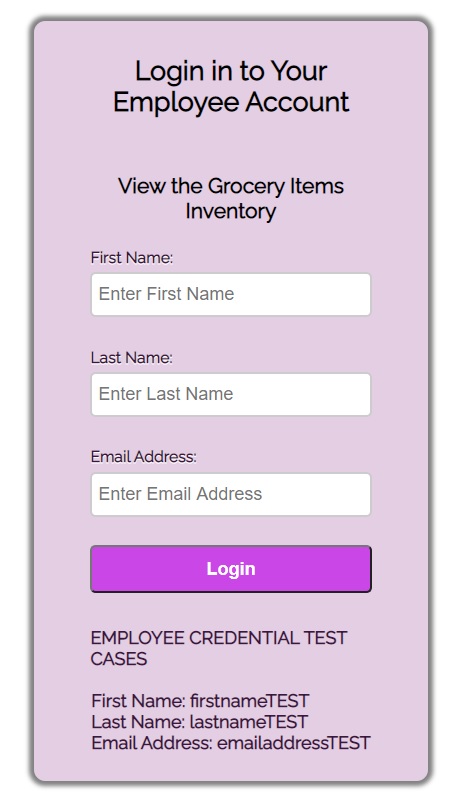 Login in to Your
Employee Account
View the Grocery Items
Inventory
First Name:
Enter First Name
Last Name:
Enter Last Name
Email Address:
Enter Email Address
Login
EMPLOYEE CREDENTIAL TEST
CASES
First Name: firstnameTEST
Last Name: lastnameTEST
Email Address: emailaddressTEST